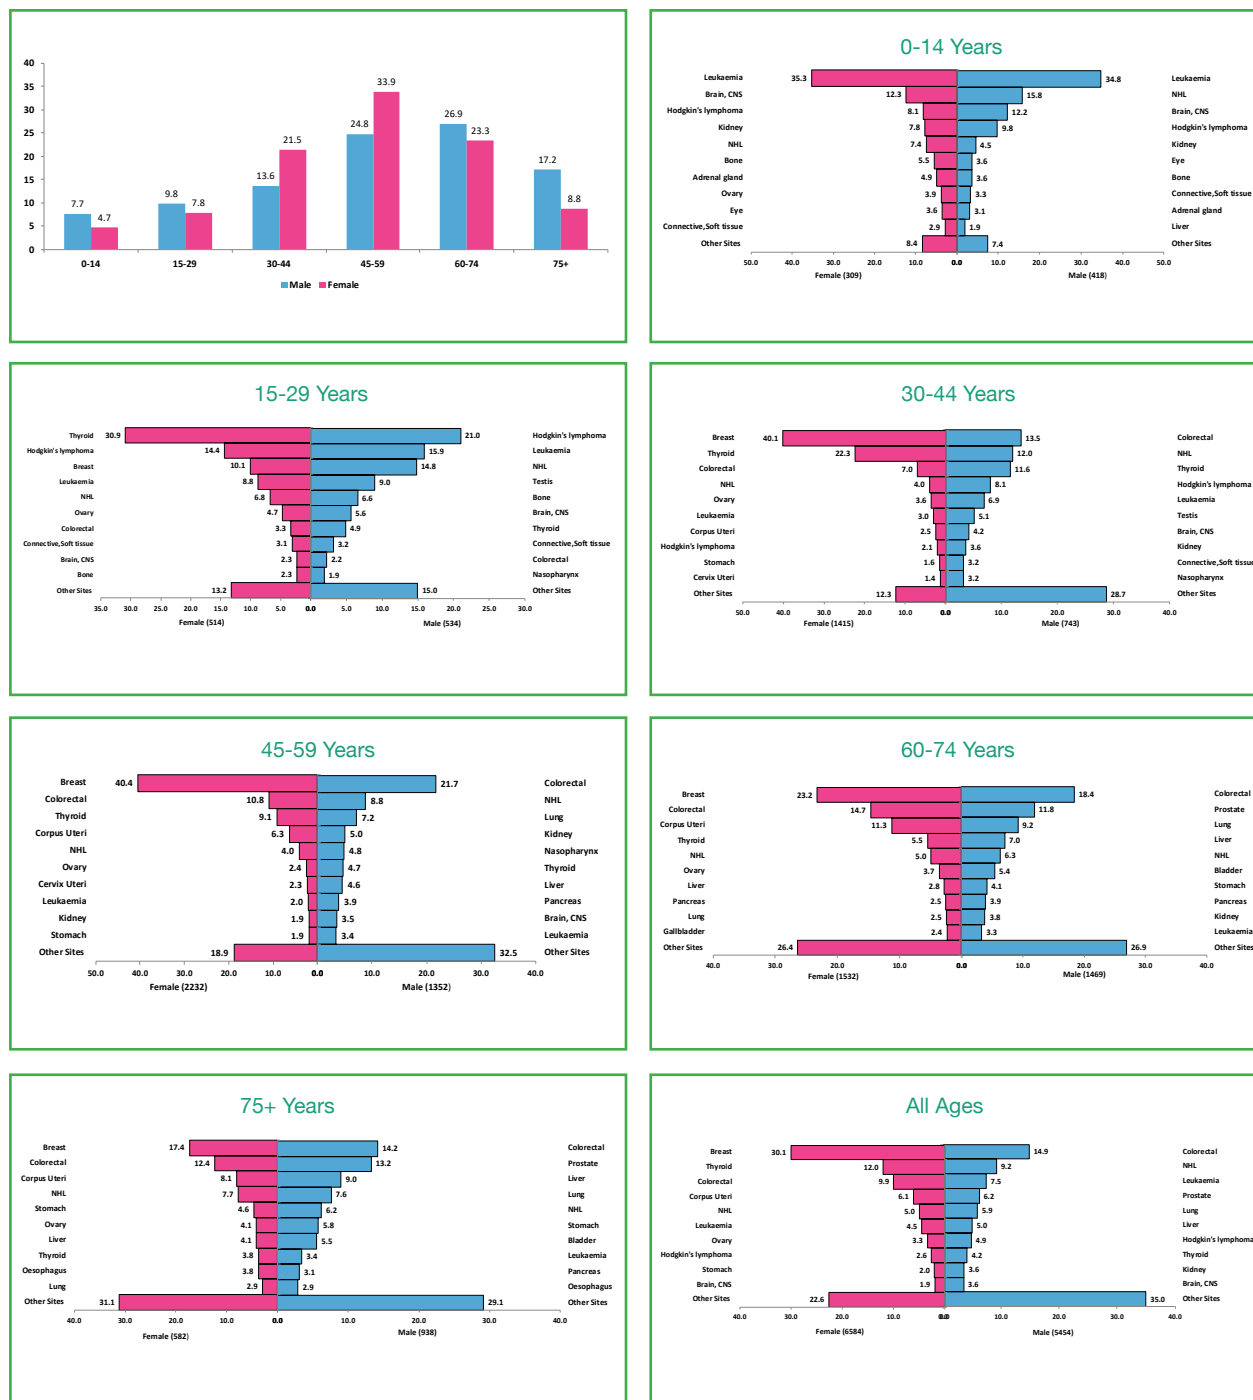 40
35
30
25
20
15
10
5
0
7.7 4.7 9.8 7.8 13.6 21.5 24.8 33.9 26.9 23.3 17.2 8.8
0-14 15-29 30-44 45-59 60-74 75+
Male Female
0-14 Years
Leukaemia 35.3 34.8 Leukaemia
Brain, CNS 12.3 15.8 NHL
Hodgkin's lymphoma 8.1 12.2 Brain, CNS
Kidney 7.8 9.8 Hodgkin's lymphoma
NHL 7.4 4.5 Kidney
Bone 5.5 3.6 Eye
Adrenal gland 4.9 3.6 Bone
Ovary 3.9 3.3 Connective,Soft tissue
Eye 3.6 3.1 Adrenal gland
Connective,Soft tissue 2.9 1.9 Liver
Other Sites 8.4 7.4 Other Sites
50.0 40.0 30.0 20.0 10.0 0.0 0.0 10.0 20.0 30.0 40.0 50.0
Female (309) Male (418)
15-29 Years
Thyroid 30.9 21.0 Hodgkin's lymphoma
Hodgkin's lymphoma 14.4 15.9 Leukaemia
Breast 10.1 14.8 NHL
Leukaemia 8.8 9.0 Testis
NHL 6.8 6.6 Bone
Ovary 4.7 5.6 Brain, CNS
Colorectal 3.3 4.9 Thyroid
Connective,Soft tissue 3.1 3.2 Connective,Soft tissue
Brain, CNS 2.3 2.2 Colorectal
Bone 2.3 1.9 Nasopharynx
Other Sites 13.2 15.0 Other Sites
35.0 30.0 25.0 20.0 15.0 10.0 5.0 0.0 0.0 5.0 10.0 15.0 20.0 25.0 30.0
Female (514) Male (534)
30-44 Years
Breast 40.1 13.5 Colorectal
Thyroid 22.3 12.0 NHL
Colorectal 7.0 11.6 Thyroid
NHL 4.0 8.1 Hodgkin's lymphoma
Ovary 3.6 6.9 Leukaemia
Leukaemia 3.0 5.1 Testis
Corpus Uteri 2.5 4.2 Brain, CNS
Hodgkin's lymphoma 2.1 3.6 Kidney
Stomach 1.6 3.2 Connective,Soft tissue
Cervix Uteri 1.4 3.2 Nasopharynx
Other Sites 12.3 28.7 Other Sites
50.0 40.0 30.0 20.0 10.0 0.0 0.0 10.0 20.0 30.0 40.0
Female (1415) Male (743)
45-59 Years
Breast 40.4 21.7 Colorectal
Colorectal 10.8 8.8 NHL
Thyroid 9.1 7.2 Lung
Corpus Uteri 6.3 5.0 Kidney
NHL 4.0 4.8 Nasopharynx
Ovary 2.4 4.7 Thyroid
Cervix Uteri 2.3 4.6 Liver
Leukaemia 2.0 3.9 Pancreas
Kidney 1.9 3.5 Brain, CNS
Stomach 1.9 3.4 Leukaemia
Other Sites 18.9 32.5 Other Sites
50.0 40.0 30.0 20.0 10.0 0.0 0.0 10.0 20.0 30.0 40.0
Female (2232) Male (1352)
60-74 Years
Breast 23.2 18.4 Colorectal
Colorectal 14.7 11.8 Prostate
Corpus Uteri 11.3 9.2 Lung
Thyroid 5.5 7.0 Liver
NHL 5.0 6.3 NHL
Ovary 3.7 5.4 Bladder
Liver 2.8 4.1 Stomach
Pancreas 2.5 3.9 Pancreas
Lung 2.5 3.8 Kidney
Gallbladder 2.4 3.3 Leukaemia
Other Sites 26.4 26.9 Other Sites
40.0 30.0 20.0 10.0 0.0 0.0 10.0 20.0 30.0 40.0
Female (1532) Male (1469)
75+ Years
Breast 17.4 14.2 Colorectal
Colorectal 12.4 13.2 Prostate
Corpus Uteri 8.1 9.0 Liver
NHL 7.7 7.6 Lung
Stomach 4.6 6.2 NHL
Ovary 4.1 5.8 Stomach
Liver 4.1 5.5 Bladder
Thyroid 3.8 3.4 Leukaemia
Oesophagus 3.8 3.1 Pancreas
Lung 2.9 2.9 Oesophagus
Other Sites 31.1 29.1 Other Sites
40.0 30.0 20.0 10.0 0.0 0.0 10.0 20.0 30.0 40.0
Female (582) Male (938)
All Ages
Breast 30.1 14.9 Colorectal
Thyroid 12.0 9.2 NHL
Colorectal 9.9 7.5 Leukaemia
Corpus Uteri 6.1 6.2 Prostate
NHL 5.0 5.9 Lung
Leukaemia 4.5 5.0 Liver
Ovary 3.3 4.9 Hodgkin's lymphoma
Hodgkin's lymphoma 2.6 4.2 Thyroid
Stomach 2.0 3.6 Kidney
Brain, CNS 1.9 3.6 Brain, CNS
Other Sites 22.6 35.0 Other Sites
40.0 30.0 20.0 10.0 0.0 0.0 10.0 20.0 30.0 40.0
Female (6584) Male (5454)